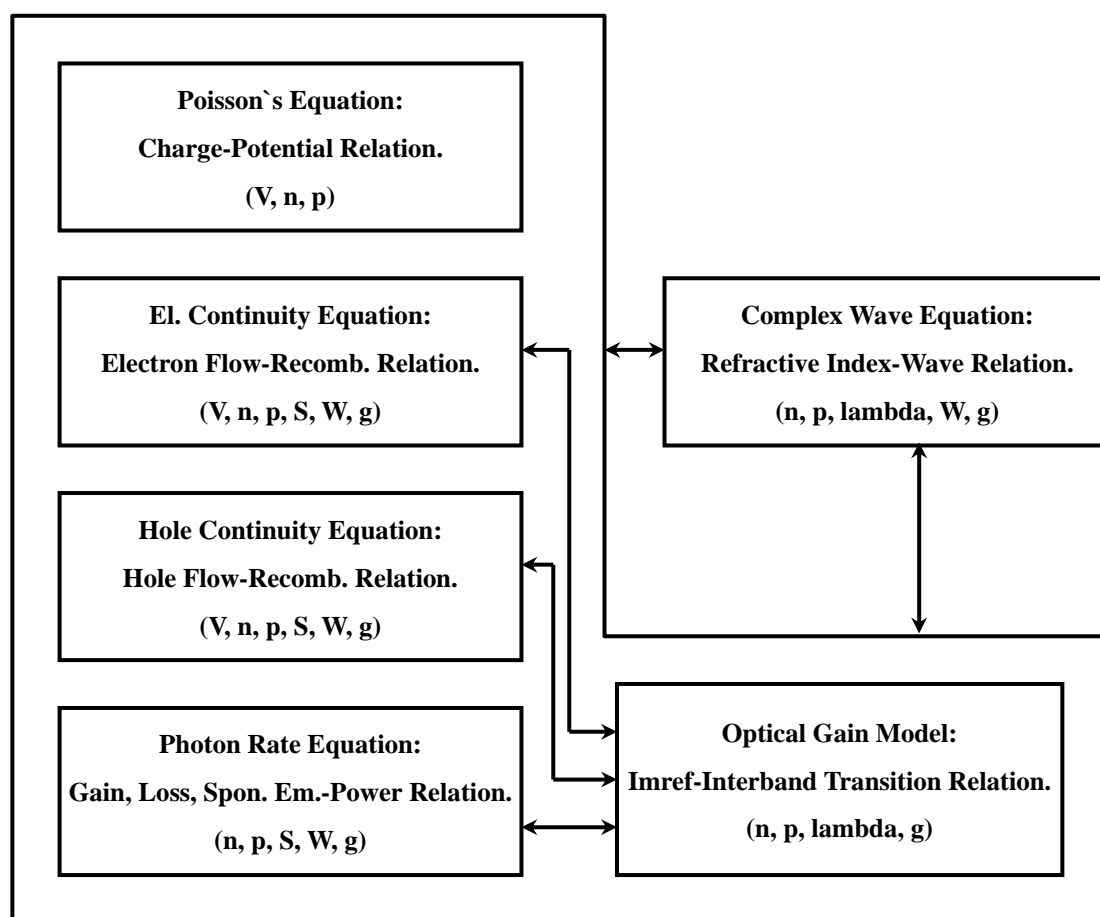 Poisson`s Equation:
Charge-Potential Relation.
(V, n, p)
El. Continuity Equation:
Electron Flow-Recomb. Relation.
(V, n, p, S, W, g)
Complex Wave Equation:
Refractive Index-Wave Relation.
(n, p, lambda, W, g)
Hole Continuity Equation:
Hole Flow-Recomb. Relation.
(V, n, p, S, W, g)
Photon Rate Equation:
Gain, Loss, Spon. Em.-Power Relation.
(n, p, S, W, g)
Optical Gain Model:
Imref-Interband Transition Relation.
(n, p, lambda, g)